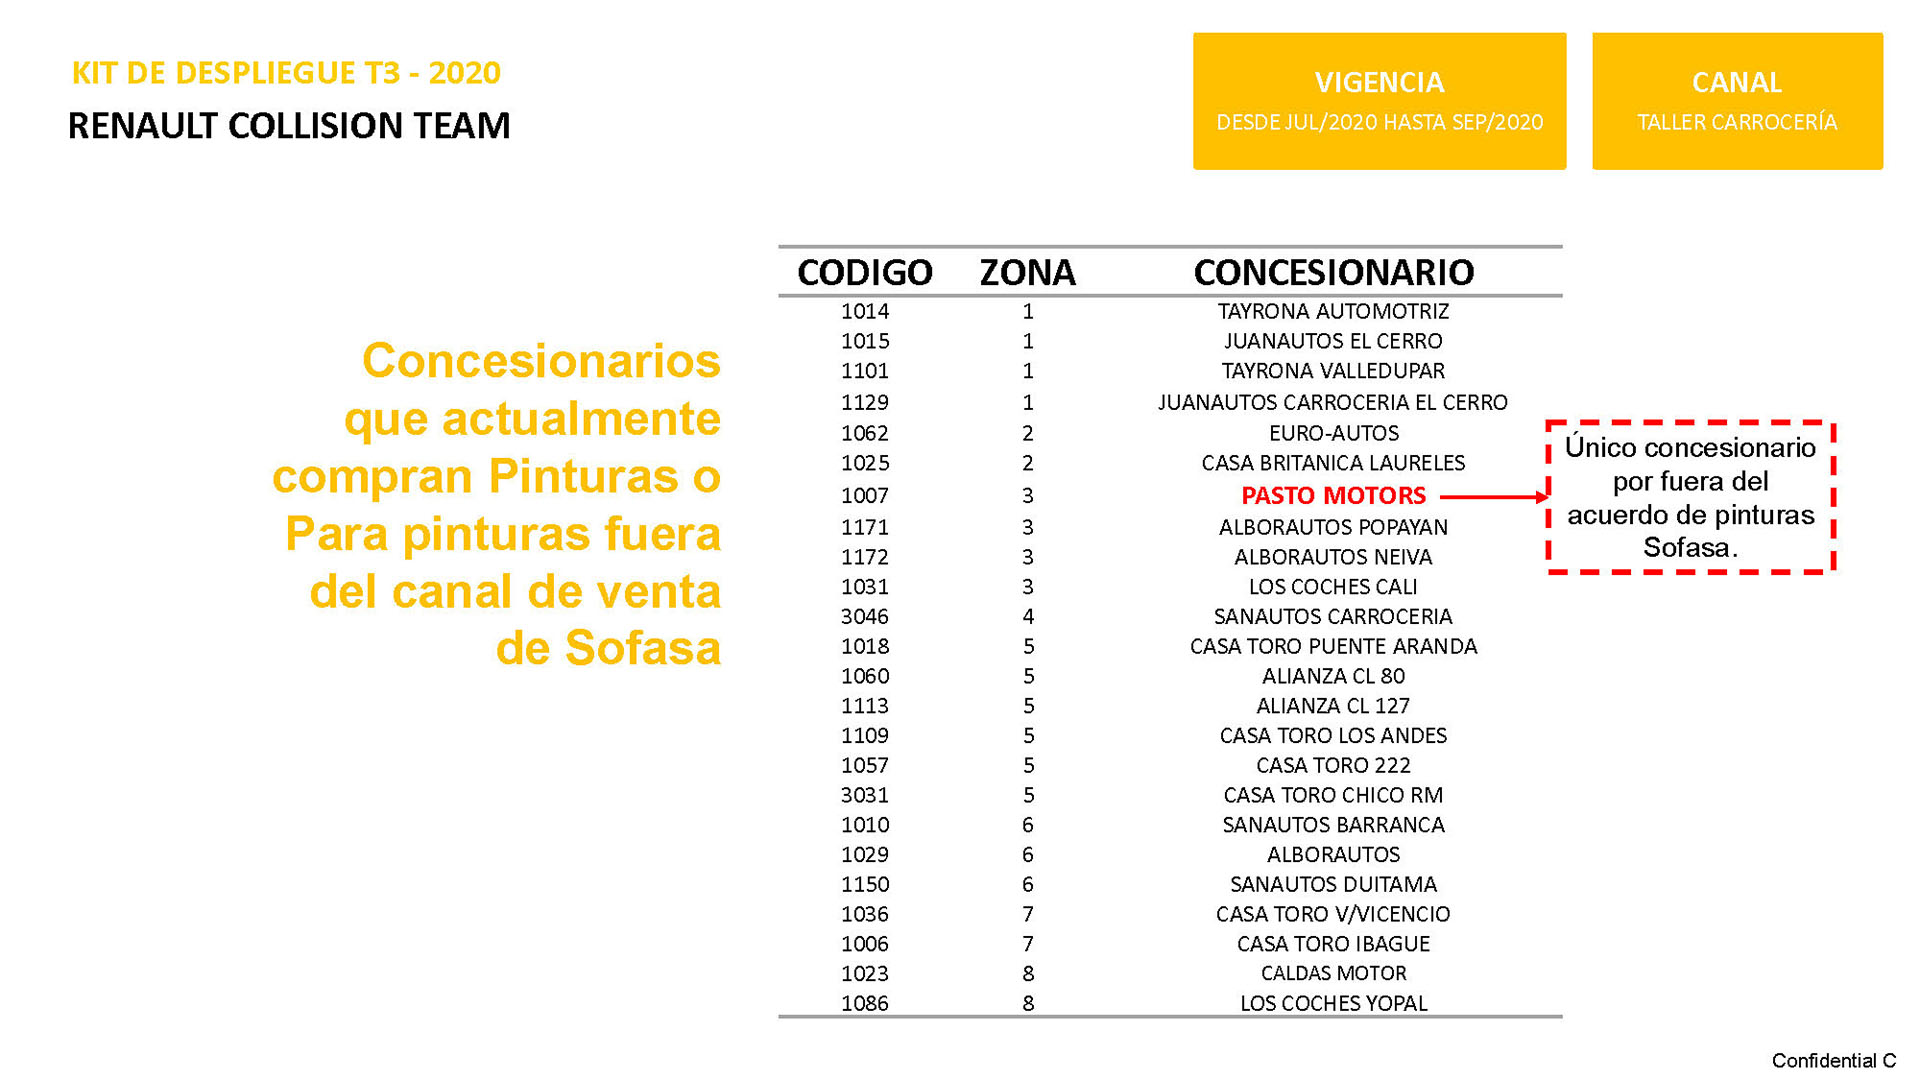 KIT DE DESPLIEGUE T3 - 2020
RENAULT COLLISION TEAM
VIGENCIA
DESDE JUL/2020 HASTA SEP/2020
CANAL
TALLER CARROCERÍA
Concesionarios
que actualmente
compran Pinturas o
Para pinturas fuera
del canal de venta
de Sofasa
CODIGO ZONA CONCESIONARIO
1014 1 TAYRONA AUTOMOTRIZ
1015 1 JUANAUTOS EL CERRO
1101 1 TAYRONA VALLEDUPAR
1129 1 JUANAUTOS CARROCERIA EL CERRO
1062 2 EURO-AUTOS
1025 2 CASA BRITANICA LAURELES
1007 3 PASTO MOTORS
1171 3 ALBORAUTOS POPAYAN
1172 3 ALBORAUTOS NEIVA
1031 3 LOS COCHES CALI
3046 4 SANAUTOS CARROCERIA
1018 5 CASA TORO PUENTE ARANDA
1060 5 ALIANZA CL 80
1113 5 ALIANZA CL 127
1109 5 CASA TORO LOS ANDES
1057 5 CASA TORO 222
3031 5 CASA TORO CHICO RM
1010 6 SANAUTOS BARRANCA
1029 6 ALBORAUTOS
1150 6 SANAUTOS DUITAMA
1036 7 CASA TORO V/VICENCIO
1006 7 CASA TORO IBAGUE
1023 8 CALDAS MOTOR
1086 8 LOS COCHES YOPAL
Único concesionario
por fuera del
acuerdo de pinturas
Sofasa.
Confidential C